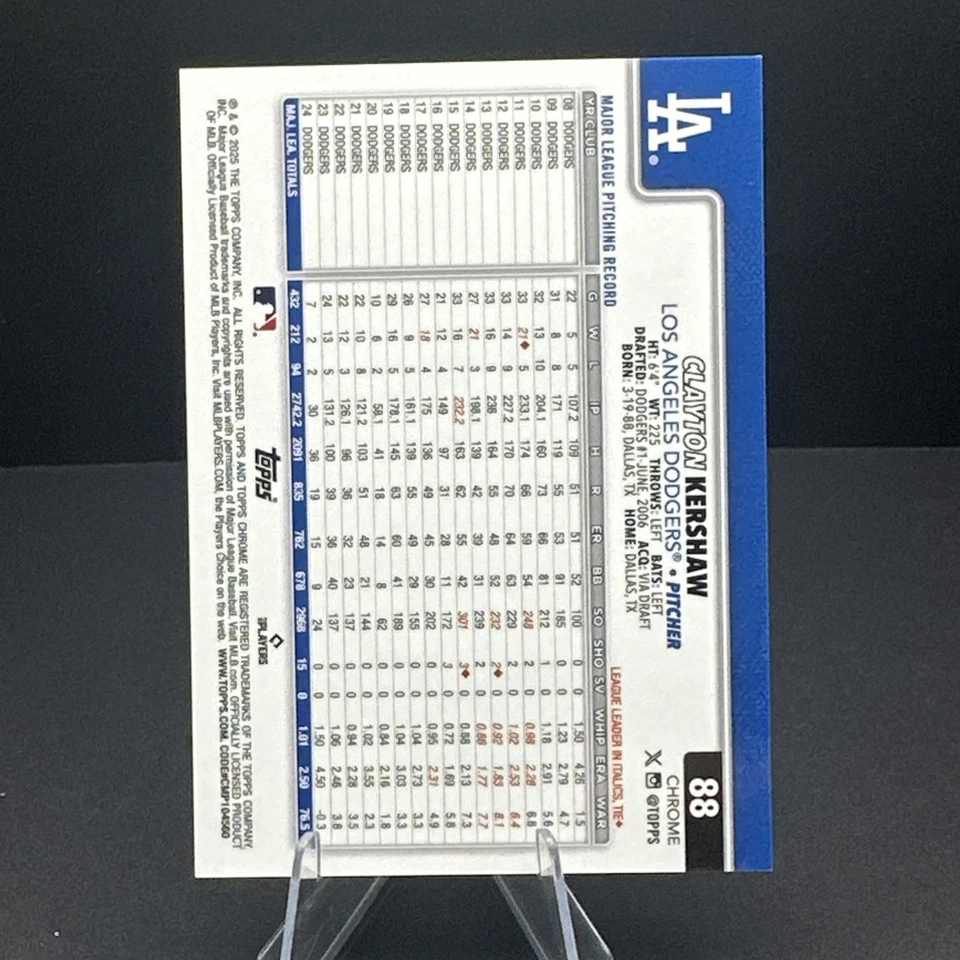 LA
88
CLAYTON KERSHAW
CHROME
LOS ANGELES DODGERS® • PITCHER
HT: 6'4" WT: 225 THROWS: LEFT BATS: LEFT
DRAFTED: DODGERS #1-JUNE, 2006 ACQ: VIA DRAFT
BORN: 3-19-88, DALLAS, TX HOME: DALLAS, TX
@TOPPS
MAJOR LEAGUE PITCHING RECORD
LEAGUE LEADER IN ITALICS, TIE♦
YR CLUB G W L IP H R ER BB SO SHO SV WHIP ERA WAR
08 DODGERS 22 5 5 107.2 109 51 51 52 100 0 0 1.50 4.26 1.5
09 DODGERS 31 8 8 171 119 55 53 91 185 0 0 1.23 2.79 4.7
10 DODGERS 32 13 10 204.1 160 73 66 81 212 1 0 1.18 2.91 5.6
11 DODGERS 33 21♦ 5 233.1 174 66 59 54 248 2 0 0.98 2.28 6.8
12 DODGERS 33 14 9 227.2 170 70 64 63 229 2 0 1.02 2.53 6.4
13 DODGERS 33 16 9 236 164 55 48 52 232 2♦ 0 0.92 1.83 8.1
14 DODGERS 27 21 3 198.1 139 42 39 31 239 2 0 0.86 1.77 7.7
15 DODGERS 33 16 7 232.2 163 62 55 42 301 3♦ 0 0.88 2.13 7.3
16 DODGERS 21 12 4 149 97 31 28 11 172 3 0 0.72 1.69 5.8
17 DODGERS 27 18 4 175 136 49 45 30 202 0 0 0.95 2.31 4.9
18 DODGERS 26 9 5 161.1 139 55 49 29 155 0 0 1.04 2.73 3.3
19 DODGERS 29 16 5 178.1 145 63 60 41 189 0 0 1.04 3.03 3.3
20 DODGERS 10 6 2 58.1 41 18 14 8 62 0 0 0.84 2.16 1.8
21 DODGERS 22 10 8 121.2 103 51 48 21 144 0 0 1.02 3.55 2.3
22 DODGERS 22 12 3 126.1 96 36 32 23 137 0 0 0.94 2.28 3.5
23 DODGERS 24 13 5 131.2 100 39 36 40 137 0 0 1.06 2.46 3.8
24 DODGERS 7 2 2 30 36 19 15 9 24 0 0 1.50 4.50 -0.3
MAJ. LEA. TOTALS 432 212 94 2742.2 2091 835 762 678 2968 15 0 1.01 2.50 76.5
topps
PLAYERS
® & © 2025 THE TOPPS COMPANY, INC. ALL RIGHTS RESERVED. TOPPS AND TOPPS CHROME ARE REGISTERED TRADEMARKS OF THE TOPPS COMPANY,
INC. Major League Baseball trademarks and copyrights are used with permission of Major League Baseball. Visit MLB.com. OFFICIALLY LICENSED PRODUCT
OF MLB. Officially Licensed Product of MLB Players, Inc. Visit MLBPLAYERS.COM, the Players Choice on the web. WWW.TOPPS.COM. CODE#CMP104560